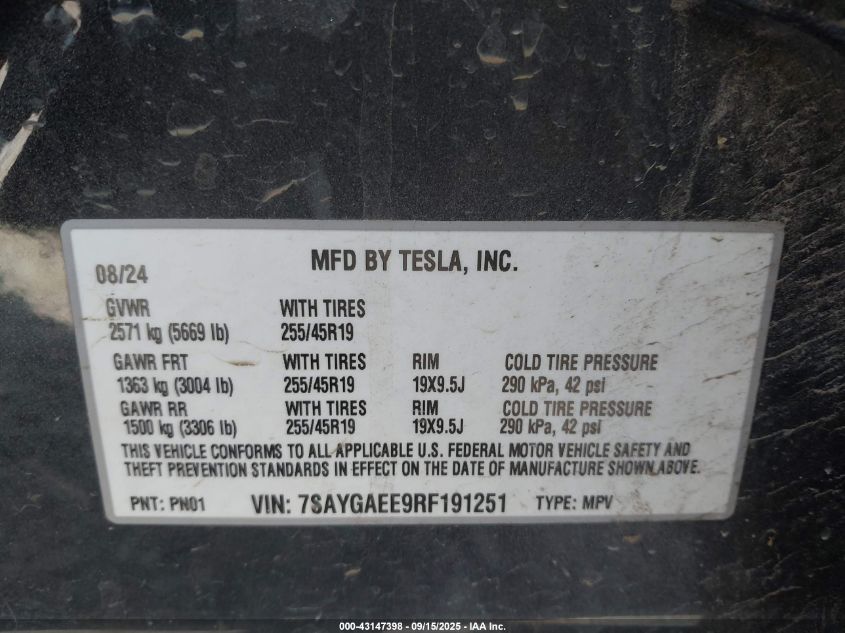 MFD BY TESLA, INC.
08/24
GVWR WITH TIRES
2571 kg (5669 lb) 255/45R19
GAWR FRT WITH TIRES RIM COLD TIRE PRESSURE
1363 kg (3004 lb) 255/45R19 19X9.5J 290 kPa, 42 psi
GAWR RR WITH TIRES RIM COLD TIRE PRESSURE
1500 kg (3306 lb) 255/45R19 19X9.5J 290 kPa, 42 psi
THIS VEHICLE CONFORMS TO ALL APPLICABLE U.S. FEDERAL MOTOR VEHICLE SAFETY AND
THEFT PREVENTION STANDARDS IN EFFECT ON THE DATE OF MANUFACTURE SHOWN ABOVE.
PNT: PN01 VIN: 7SAYGAEE9RF191251 TYPE: MPV
000-43147398 - 09/15/2025 - IAA Inc.